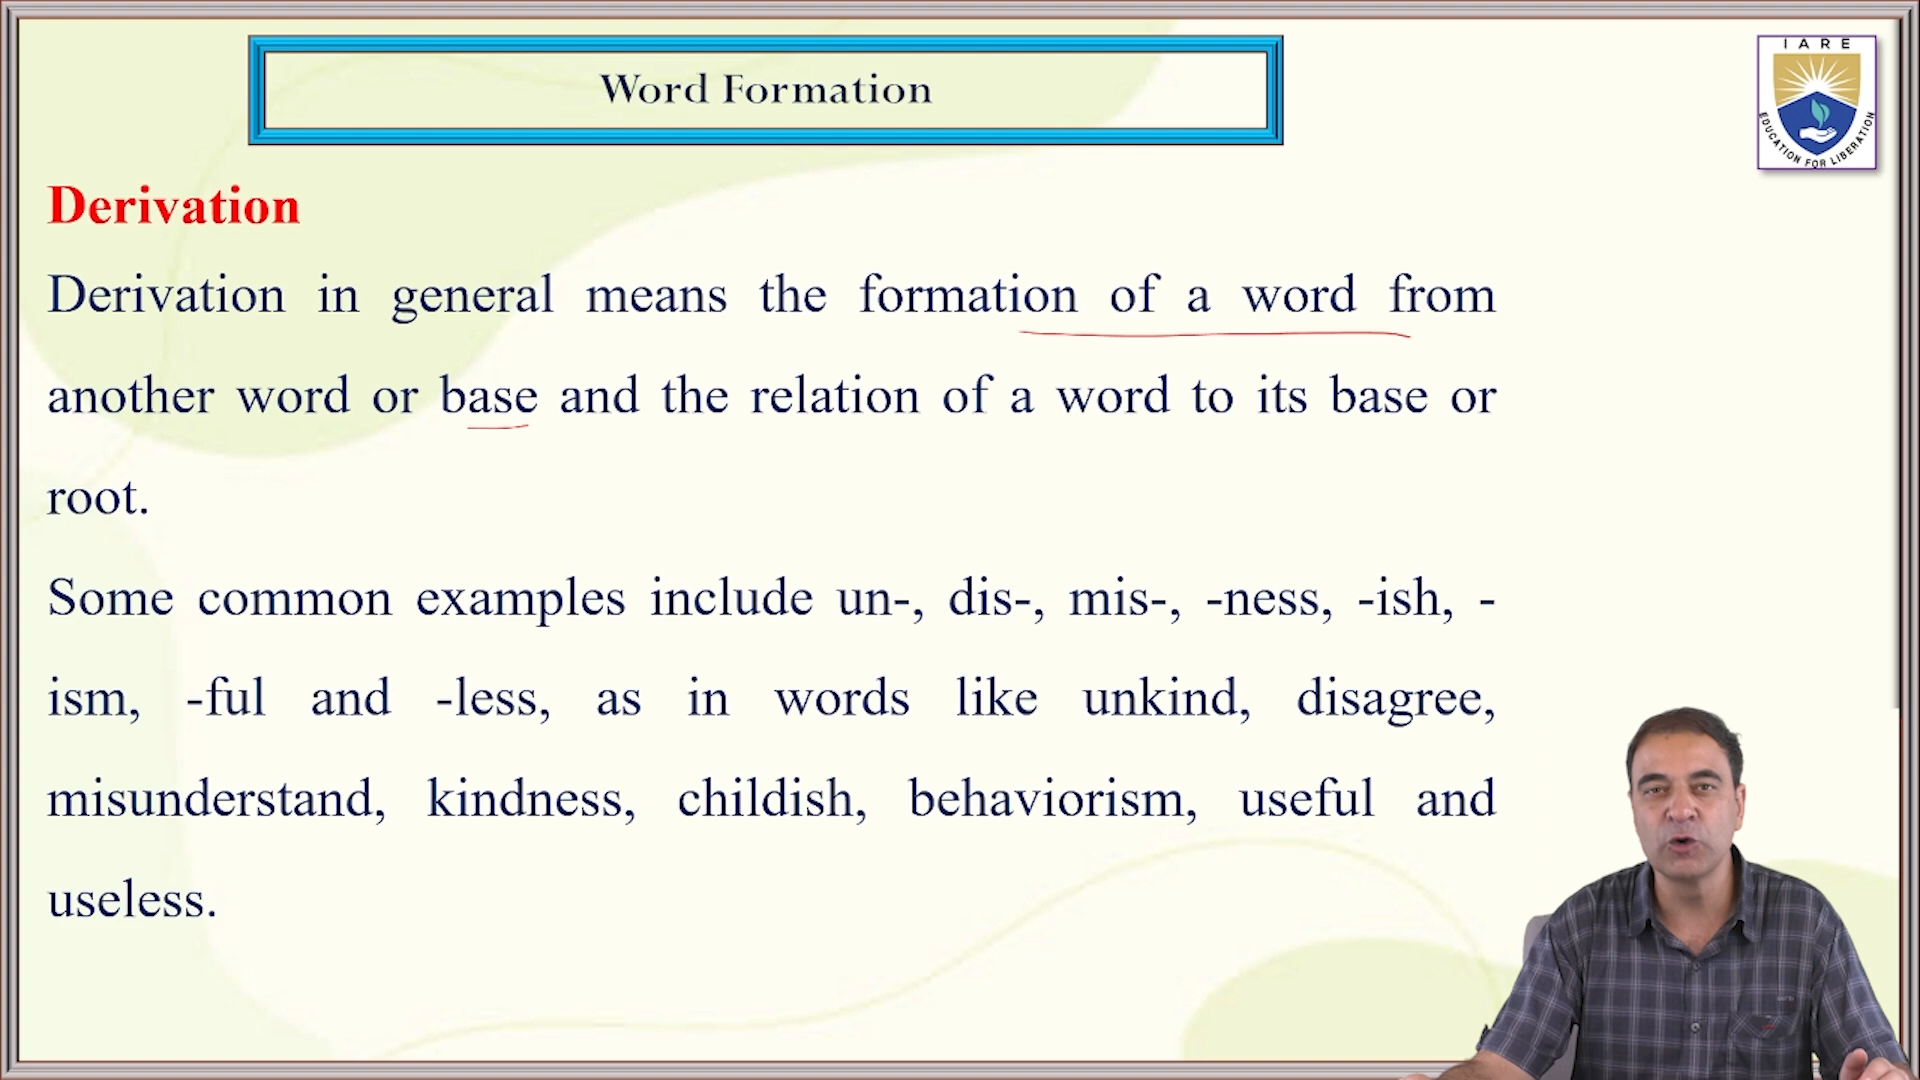 I A R E
Word Formation
EDUCATION FOR LIBERATION
Derivation
Derivation in general means the formation of a word from
another word or base and the relation of a word to its base or
root.
Some common examples include un-, dis-, mis-, -ness, -ish, -
ism, -ful and -less, as in words like unkind, disagree,
misunderstand, kindness, childish, behaviorism, useful and
useless.